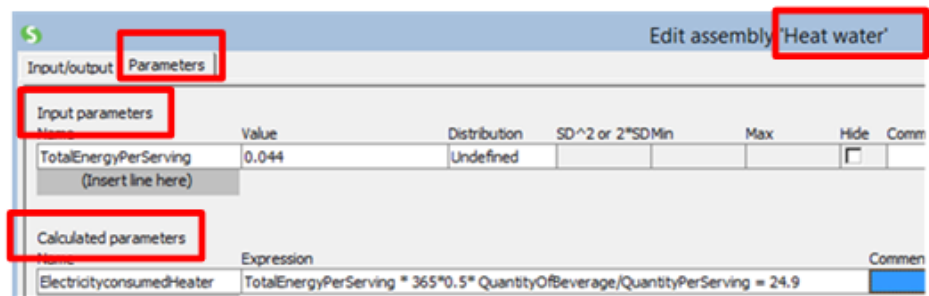 Edit assembly 'Heat water'
Input/output Parameters
Input parameters
Name Value Distribution SD^2 or 2*SD Min Max Hide Comm
TotalEnergyPerServing 0.044 Undefined
(Insert line here)
Calculated parameters
Name Expression Commen
ElectricityconsumedHeater TotalEnergyPerServing * 365*0.5* QuantityOfBeverage/QuantityPerServing = 24.9